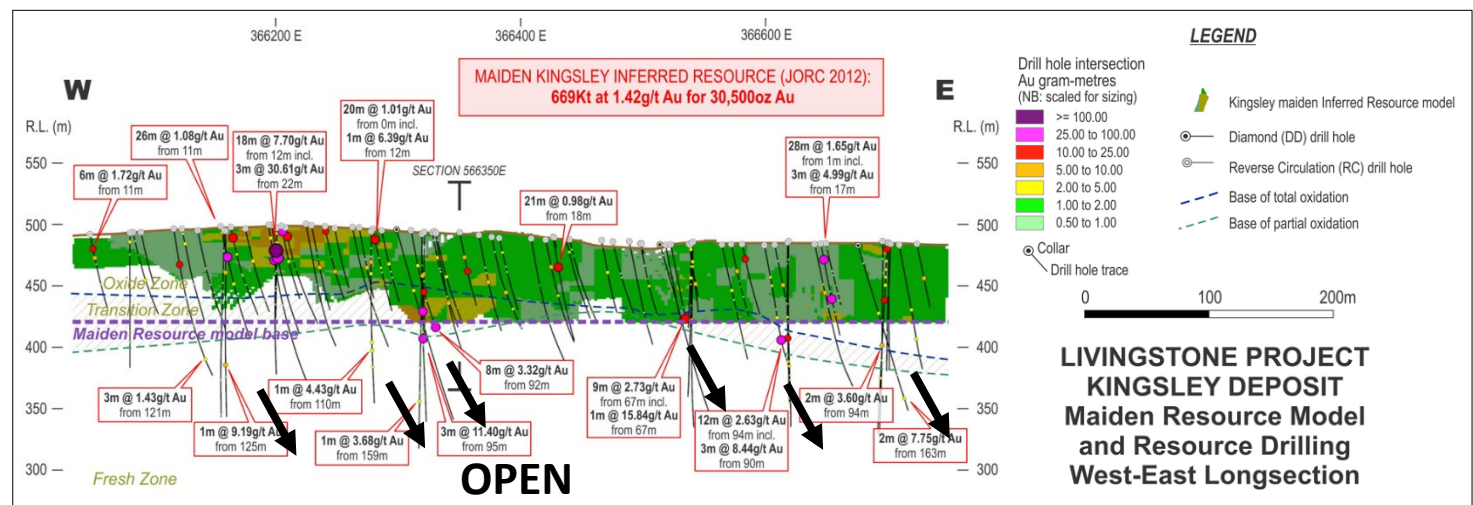 366200 E
366400 E
366600 E
MAIDEN KINGSLEY INFERRED RESOURCE (JORC 2012):
669Kt at 1.42g/t Au for 30,500oz Au
W
E
R.L. (m)
R.L. (m)
550
500
450
400
350
300
550
500
450
400
350
300
6m @ 1.72g/t Au
from 11m
26m @ 1.08g/t Au
from 11m
18m @ 7.70g/t Au
from 12m incl.
3m @ 30.61g/t Au
from 22m
20m @ 1.01g/t Au
from 0m incl.
1m @ 6.39g/t Au
from 12m
SECTION 566350E
21m @ 0.98g/t Au
from 18m
28m @ 1.65g/t Au
from 1m incl.
3m @ 4.99g/t Au
from 17m
Oxide Zone
Transition Zone
Maiden Resource model base
Fresh Zone
3m @ 1.43g/t Au
from 121m
1m @ 9.19g/t Au
from 125m
1m @ 4.43g/t Au
from 110m
1m @ 3.68g/t Au
from 159m
8m @ 3.32g/t Au
from 92m
3m @ 11.40g/t Au
from 95m
OPEN
9m @ 2.73g/t Au
from 67m incl.
1m @ 15.84g/t Au
from 67m
12m @ 2.63g/t Au
from 94m incl.
3m @ 8.44g/t Au
from 90m
2m @ 3.60g/t Au
from 94m
2m @ 7.75g/t Au
from 163m
LEGEND
Drill hole intersection
Au gram-metres
(NB: scaled for sizing)
>= 100.00
25.00 to 100.00
10.00 to 25.00
5.00 to 10.00
2.00 to 5.00
1.00 to 2.00
0.50 to 1.00
Collar
Drill hole trace
Kingsley maiden Inferred Resource model
Diamond (DD) drill hole
Reverse Circulation (RC) drill hole
Base of total oxidation
Base of partial oxidation
0 100 200m
LIVINGSTONE PROJECT
KINGSLEY DEPOSIT
Maiden Resource Model
and Resource Drilling
West-East Longsection